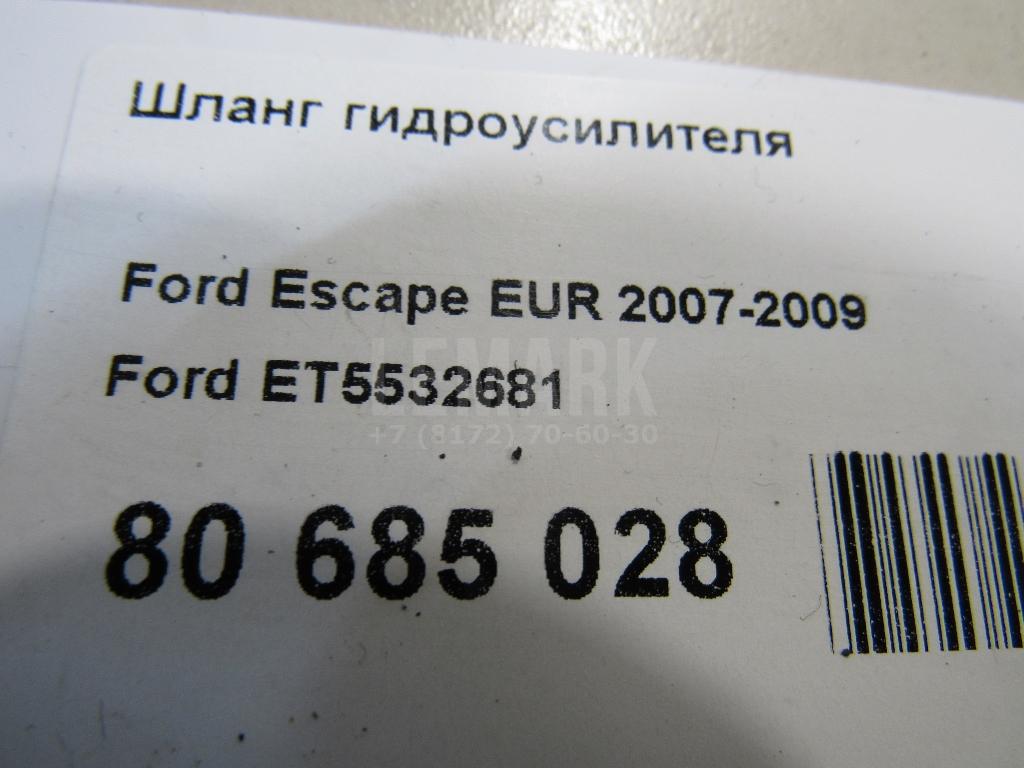 Шланг гидроусилителя
Ford Escape EUR 2007-2009
Ford ET5532681
LEMARK
+7 (8172) 70-60-30
80 685 028